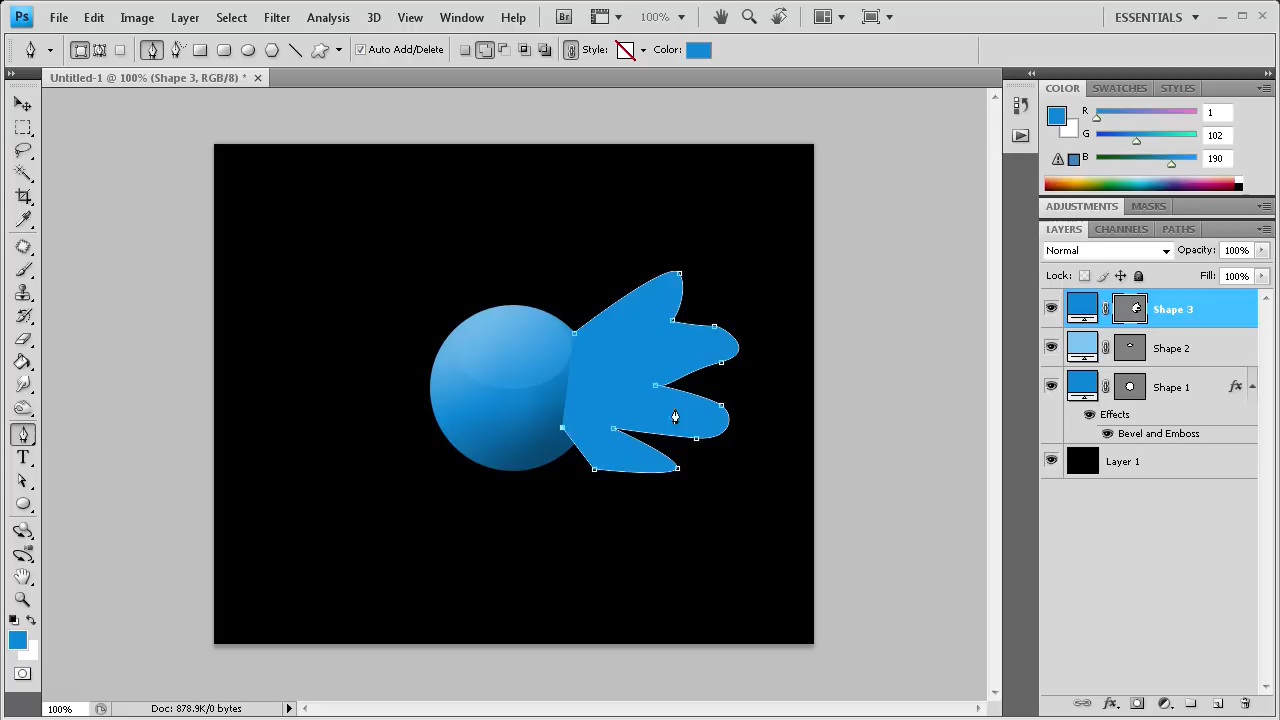 Ps File Edit Image Layer Select Filter Analysis 3D View Window Help Br 100% ESSENTIALS
Auto Add/Delete Style: Color:
Untitled-1 @ 100% (Shape 3, RGB/8) *
COLOR SWATCHES STYLES
R 1
G 102
B 190
ADJUSTMENTS MASKS
LAYERS CHANNELS PATHS
Normal Opacity: 100%
Lock: Fill: 100%
Shape 3
Shape 2
Shape 1 fx
Effects
Bevel and Emboss
Layer 1
T
100% Doc: 878.9K/0 bytes fx